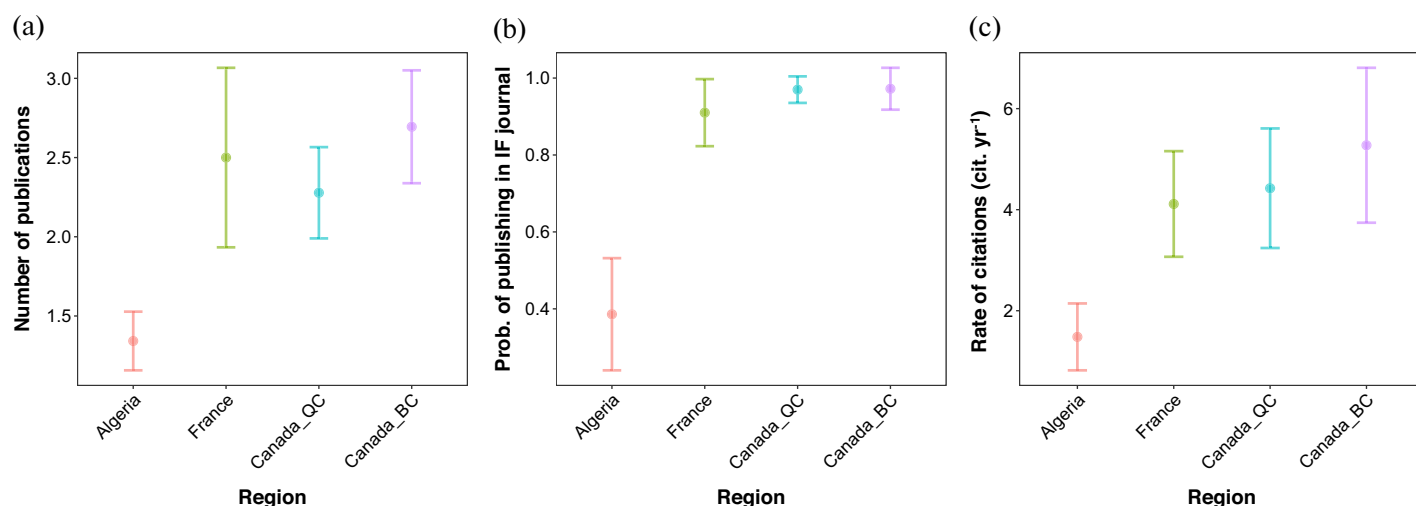 (a)
Number of publications
3.0
2.5
2.0
1.5
Algeria
France
Canada_QC
Canada_BC
Region
(b)
Prob. of publishing in IF journal
1.0
0.8
0.6
0.4
Algeria
France
Canada_QC
Canada_BC
Region
(c)
Rate of citations (cit. yr⁻¹)
6
4
2
Algeria
France
Canada_QC
Canada_BC
Region